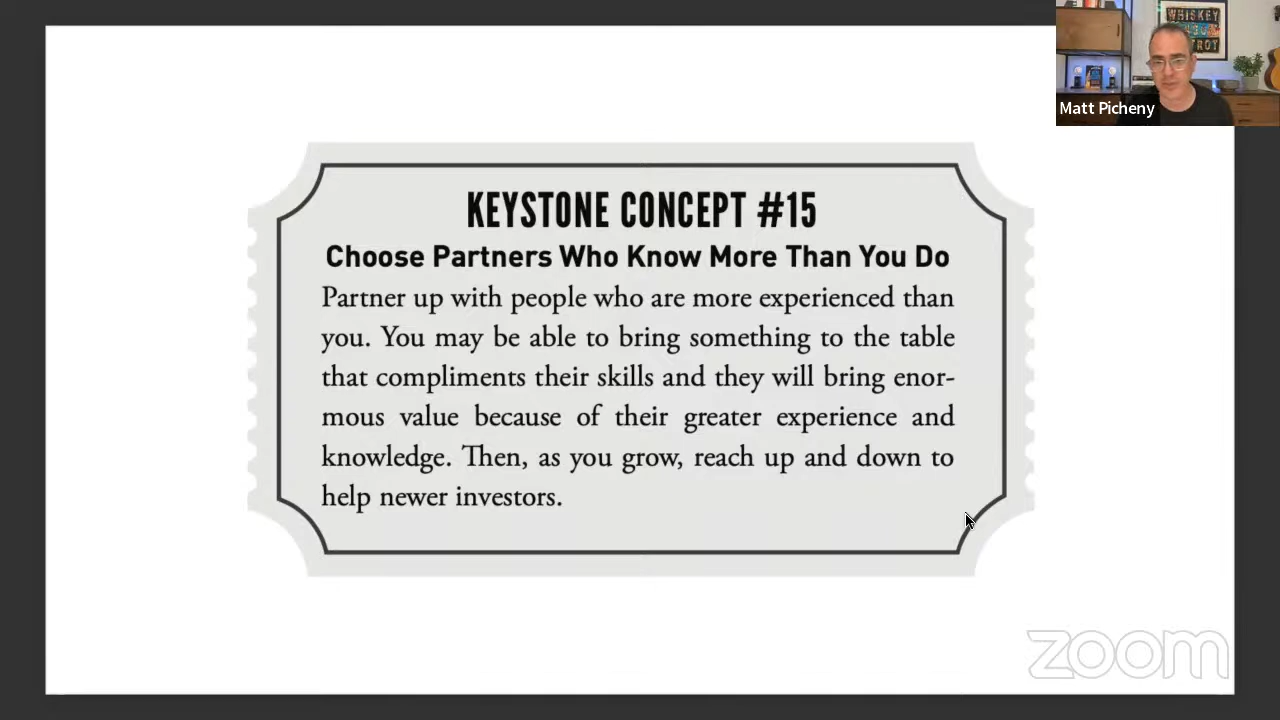 WHISKEY
Matt Picheny
KEYSTONE CONCEPT #15
Choose Partners Who Know More Than You Do
Partner up with people who are more experienced than
you. You may be able to bring something to the table
that compliments their skills and they will bring enor-
mous value because of their greater experience and
knowledge. Then, as you grow, reach up and down to
help newer investors.
zoom